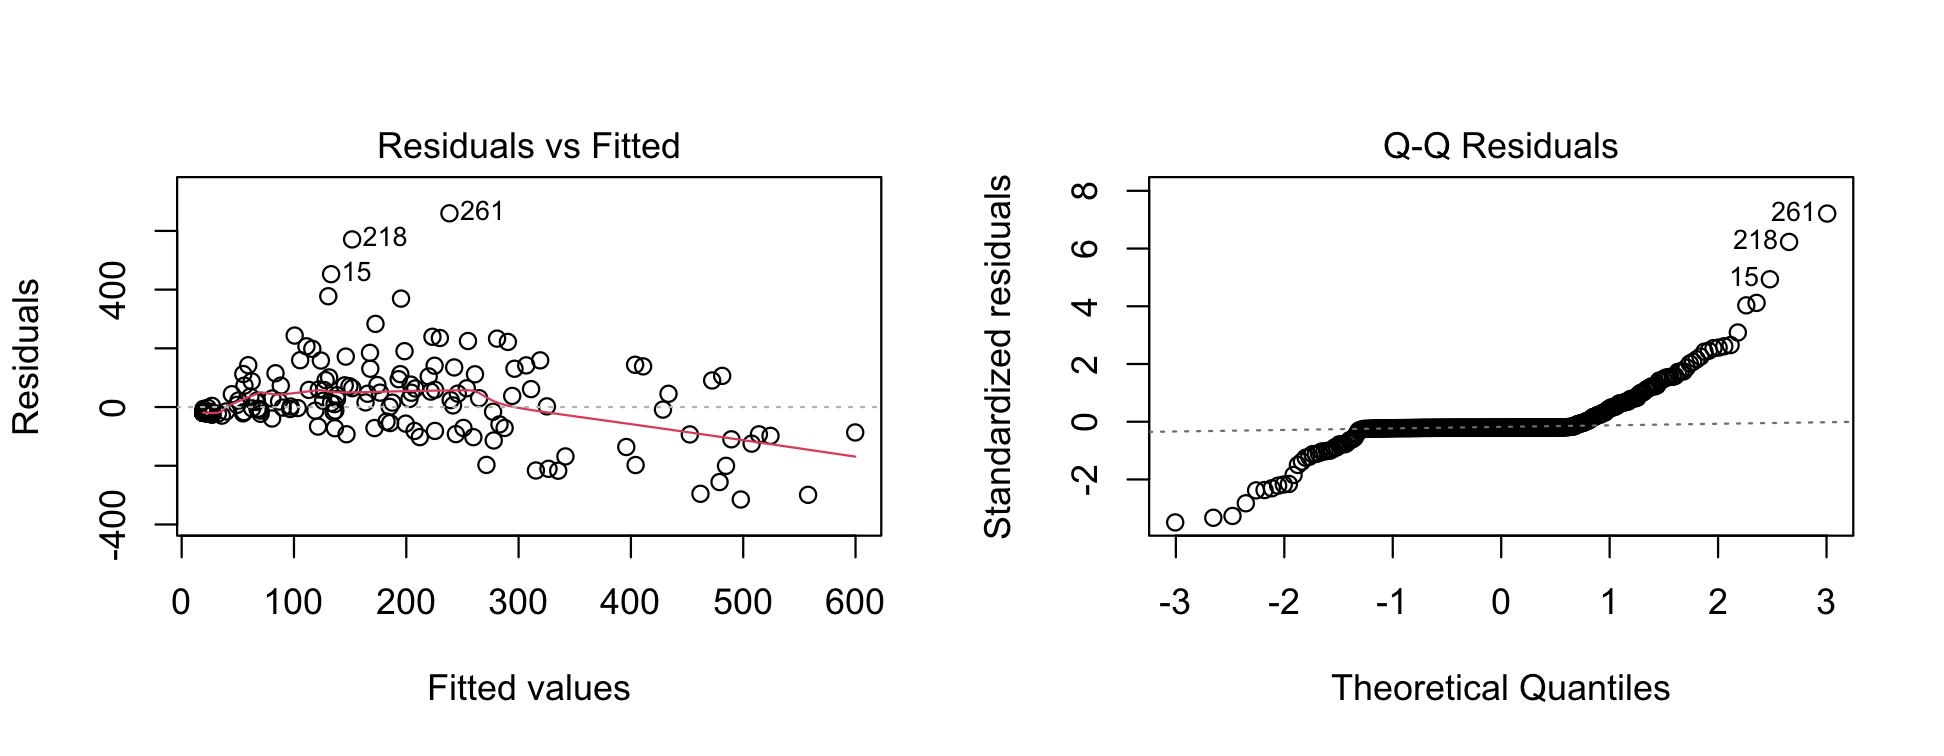 Residuals vs Fitted
Residuals
-400
0
400
261
218
15
0 100 200 300 400 500 600
Fitted values
Q-Q Residuals
Standardized residuals
-2
0
2
4
6
8
261
218
15
-3 -2 -1 0 1 2 3
Theoretical Quantiles